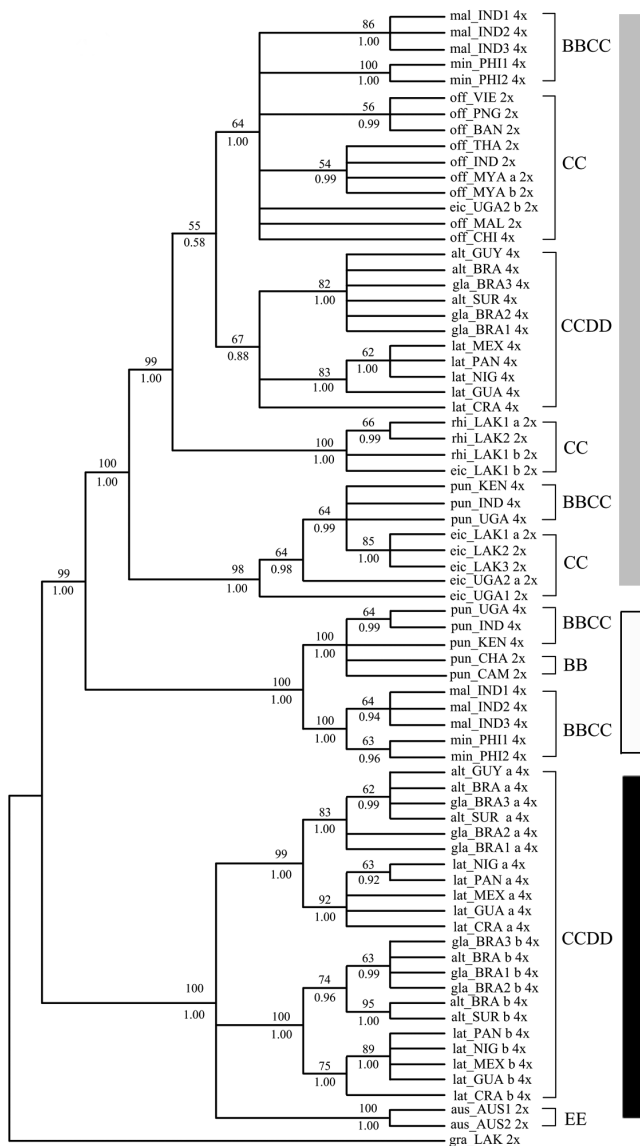 mal_IND1 4x
mal_IND2 4x
mal_IND3 4x
min_PHI1 4x
min_PHI2 4x
BBCC
off_VIE 2x
off_PNG 2x
off_BAN 2x
off_THA 2x
off_IND 2x
off_MYA a 2x
off_MYA b 2x
eic_UGA2 b 2x
off_MAL 2x
off_CHI 4x
CC
alt_GUY 4x
alt_BRA 4x
gla_BRA3 4x
alt_SUR 4x
gla_BRA2 4x
gla_BRA1 4x
lat_MEX 4x
lat_PAN 4x
lat_NIG 4x
lat_GUA 4x
lat_CRA 4x
CCDD
rhi_LAK1 a 2x
rhi_LAK2 2x
rhi_LAK1 b 2x
eic_LAK1 b 2x
CC
pun_KEN 4x
pun_IND 4x
pun_UGA 4x
BBCC
eic_LAK1 a 2x
eic_LAK2 2x
eic_LAK3 2x
eic_UGA2 a 2x
eic_UGA1 2x
CC
pun_UGA 4x
pun_IND 4x
pun_KEN 4x
BBCC
pun_CHA 2x
pun_CAM 2x
BB
mal_IND1 4x
mal_IND2 4x
mal_IND3 4x
min_PHI1 4x
min_PHI2 4x
BBCC
alt_GUY a 4x
alt_BRA a 4x
gla_BRA3 a 4x
alt_SUR a 4x
gla_BRA2 a 4x
gla_BRA1 a 4x
lat_NIG a 4x
lat_PAN a 4x
lat_MEX a 4x
lat_GUA a 4x
lat_CRA a 4x
gla_BRA3 b 4x
alt_BRA b 4x
gla_BRA1 b 4x
gla_BRA2 b 4x
alt_BRA b 4x
alt_SUR b 4x
lat_PAN b 4x
lat_NIG b 4x
lat_MEX b 4x
lat_GUA b 4x
lat_CRA b 4x
CCDD
aus_AUS1 2x
aus_AUS2 2x
EE
gra_LAK 2x
86
1.00
100
1.00
56
0.99
54
0.99
64
1.00
55
0.58
82
1.00
67
0.88
62
1.00
83
1.00
99
1.00
66
0.99
100
1.00
100
1.00
64
0.99
85
1.00
64
0.98
98
1.00
99
1.00
64
0.99
100
1.00
100
1.00
64
0.94
100
1.00
63
0.96
62
0.99
83
1.00
99
1.00
63
0.92
92
1.00
100
1.00
63
0.99
74
0.96
95
1.00
100
1.00
89
1.00
75
1.00
100
1.00